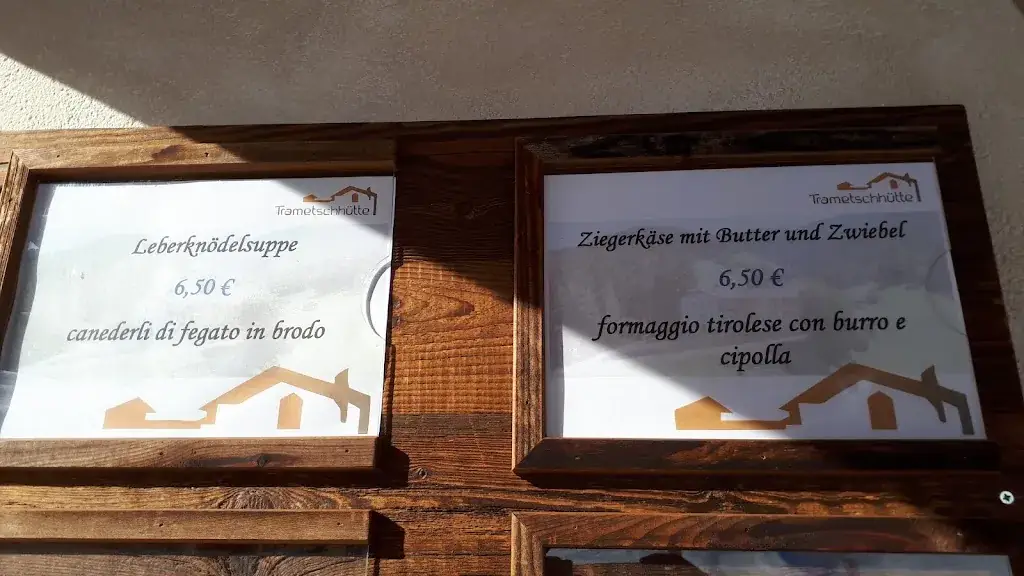 Trametschhütte
Leberknödelsuppe
6,50 €
canederli di fegato in brodo
Trametschhütte
Ziegerkäse mit Butter und Zwiebel
6,50 €
formaggio tirolese con burro e
cipolla